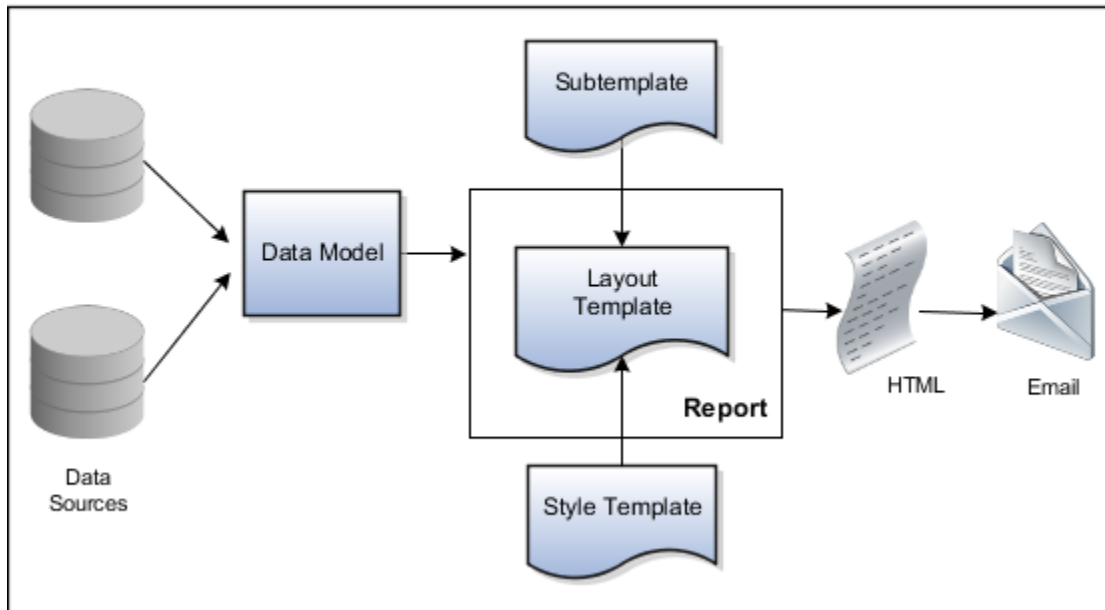 Subtemplate
Data Model
Layout
Template
Report
HTML
Email
Data
Sources
Style Template